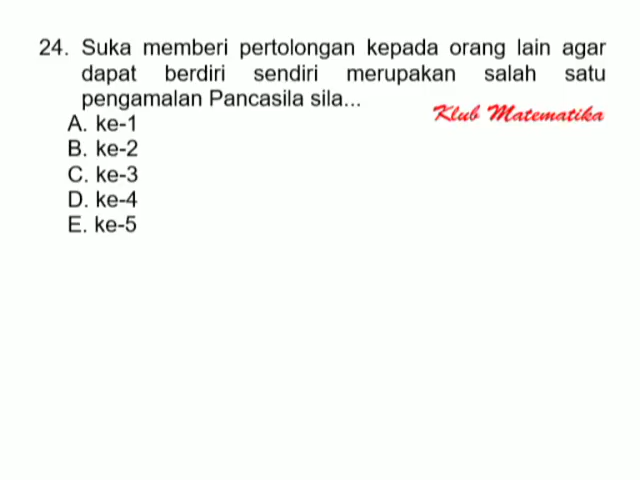 24. Suka memberi pertolongan kepada orang lain agar
dapat berdiri sendiri merupakan salah satu
pengamalan Pancasila sila...
Klub Matematika
A. ke-1
B. ke-2
C. ke-3
D. ke-4
E. ke-5